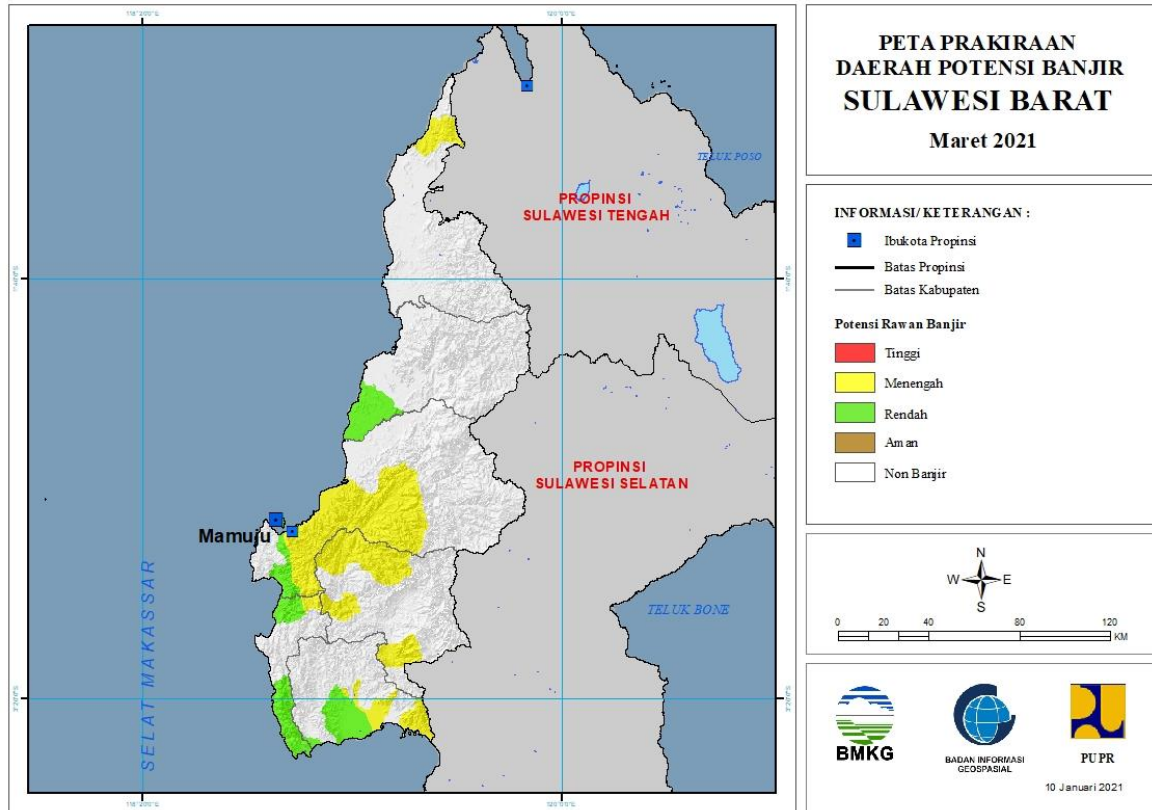 PETA PRAKIRAAN
DAERAH POTENSI BANJIR
SULAWESI BARAT
Maret 2021
INFORMASI/KETERANGAN :
Ibukota Propinsi
Batas Propinsi
Batas Kabupaten
Potensi Rawan Banjir
Tinggi
Menengah
Rendah
Aman
Non Banjir
N
W E
S
0 20 40 80 120
KM
BMKG
BADAN INFORMASI
GEOSPASIAL
PUPR
10 Januari 2021
TELUK POSO
PROPINSI
SULAWESI TENGAH
PROPINSI
SULAWESI SELATAN
Mamuju
TELUK BONE
SELAT MAKASSAR